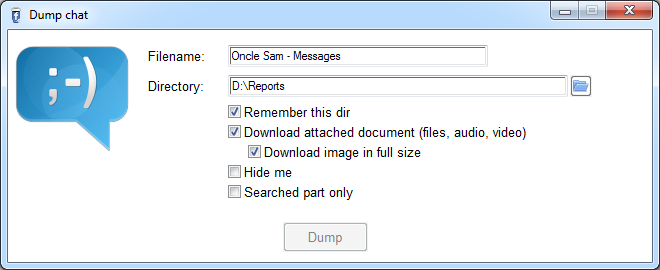 Dump chat
;-)
Filename: Oncle Sam - Messages
Directory: D:\Reports
Remember this dir
Download attached document (files, audio, video)
Download image in full size
Hide me
Searched part only
Dump